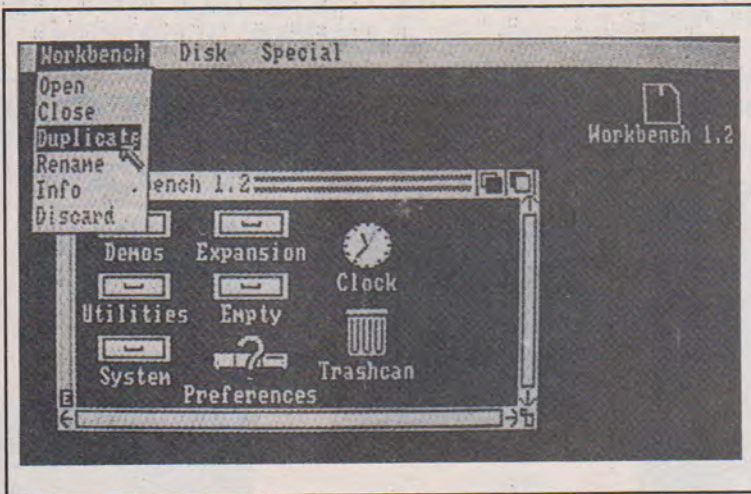 Workbench Disk Special
Open
Close
Duplicate
Rename
Info
Discard
Workbench 1.2
bench 1.2
Demos Expansion
Clock
Utilities Empty
System
Preferences
Trashcan
E